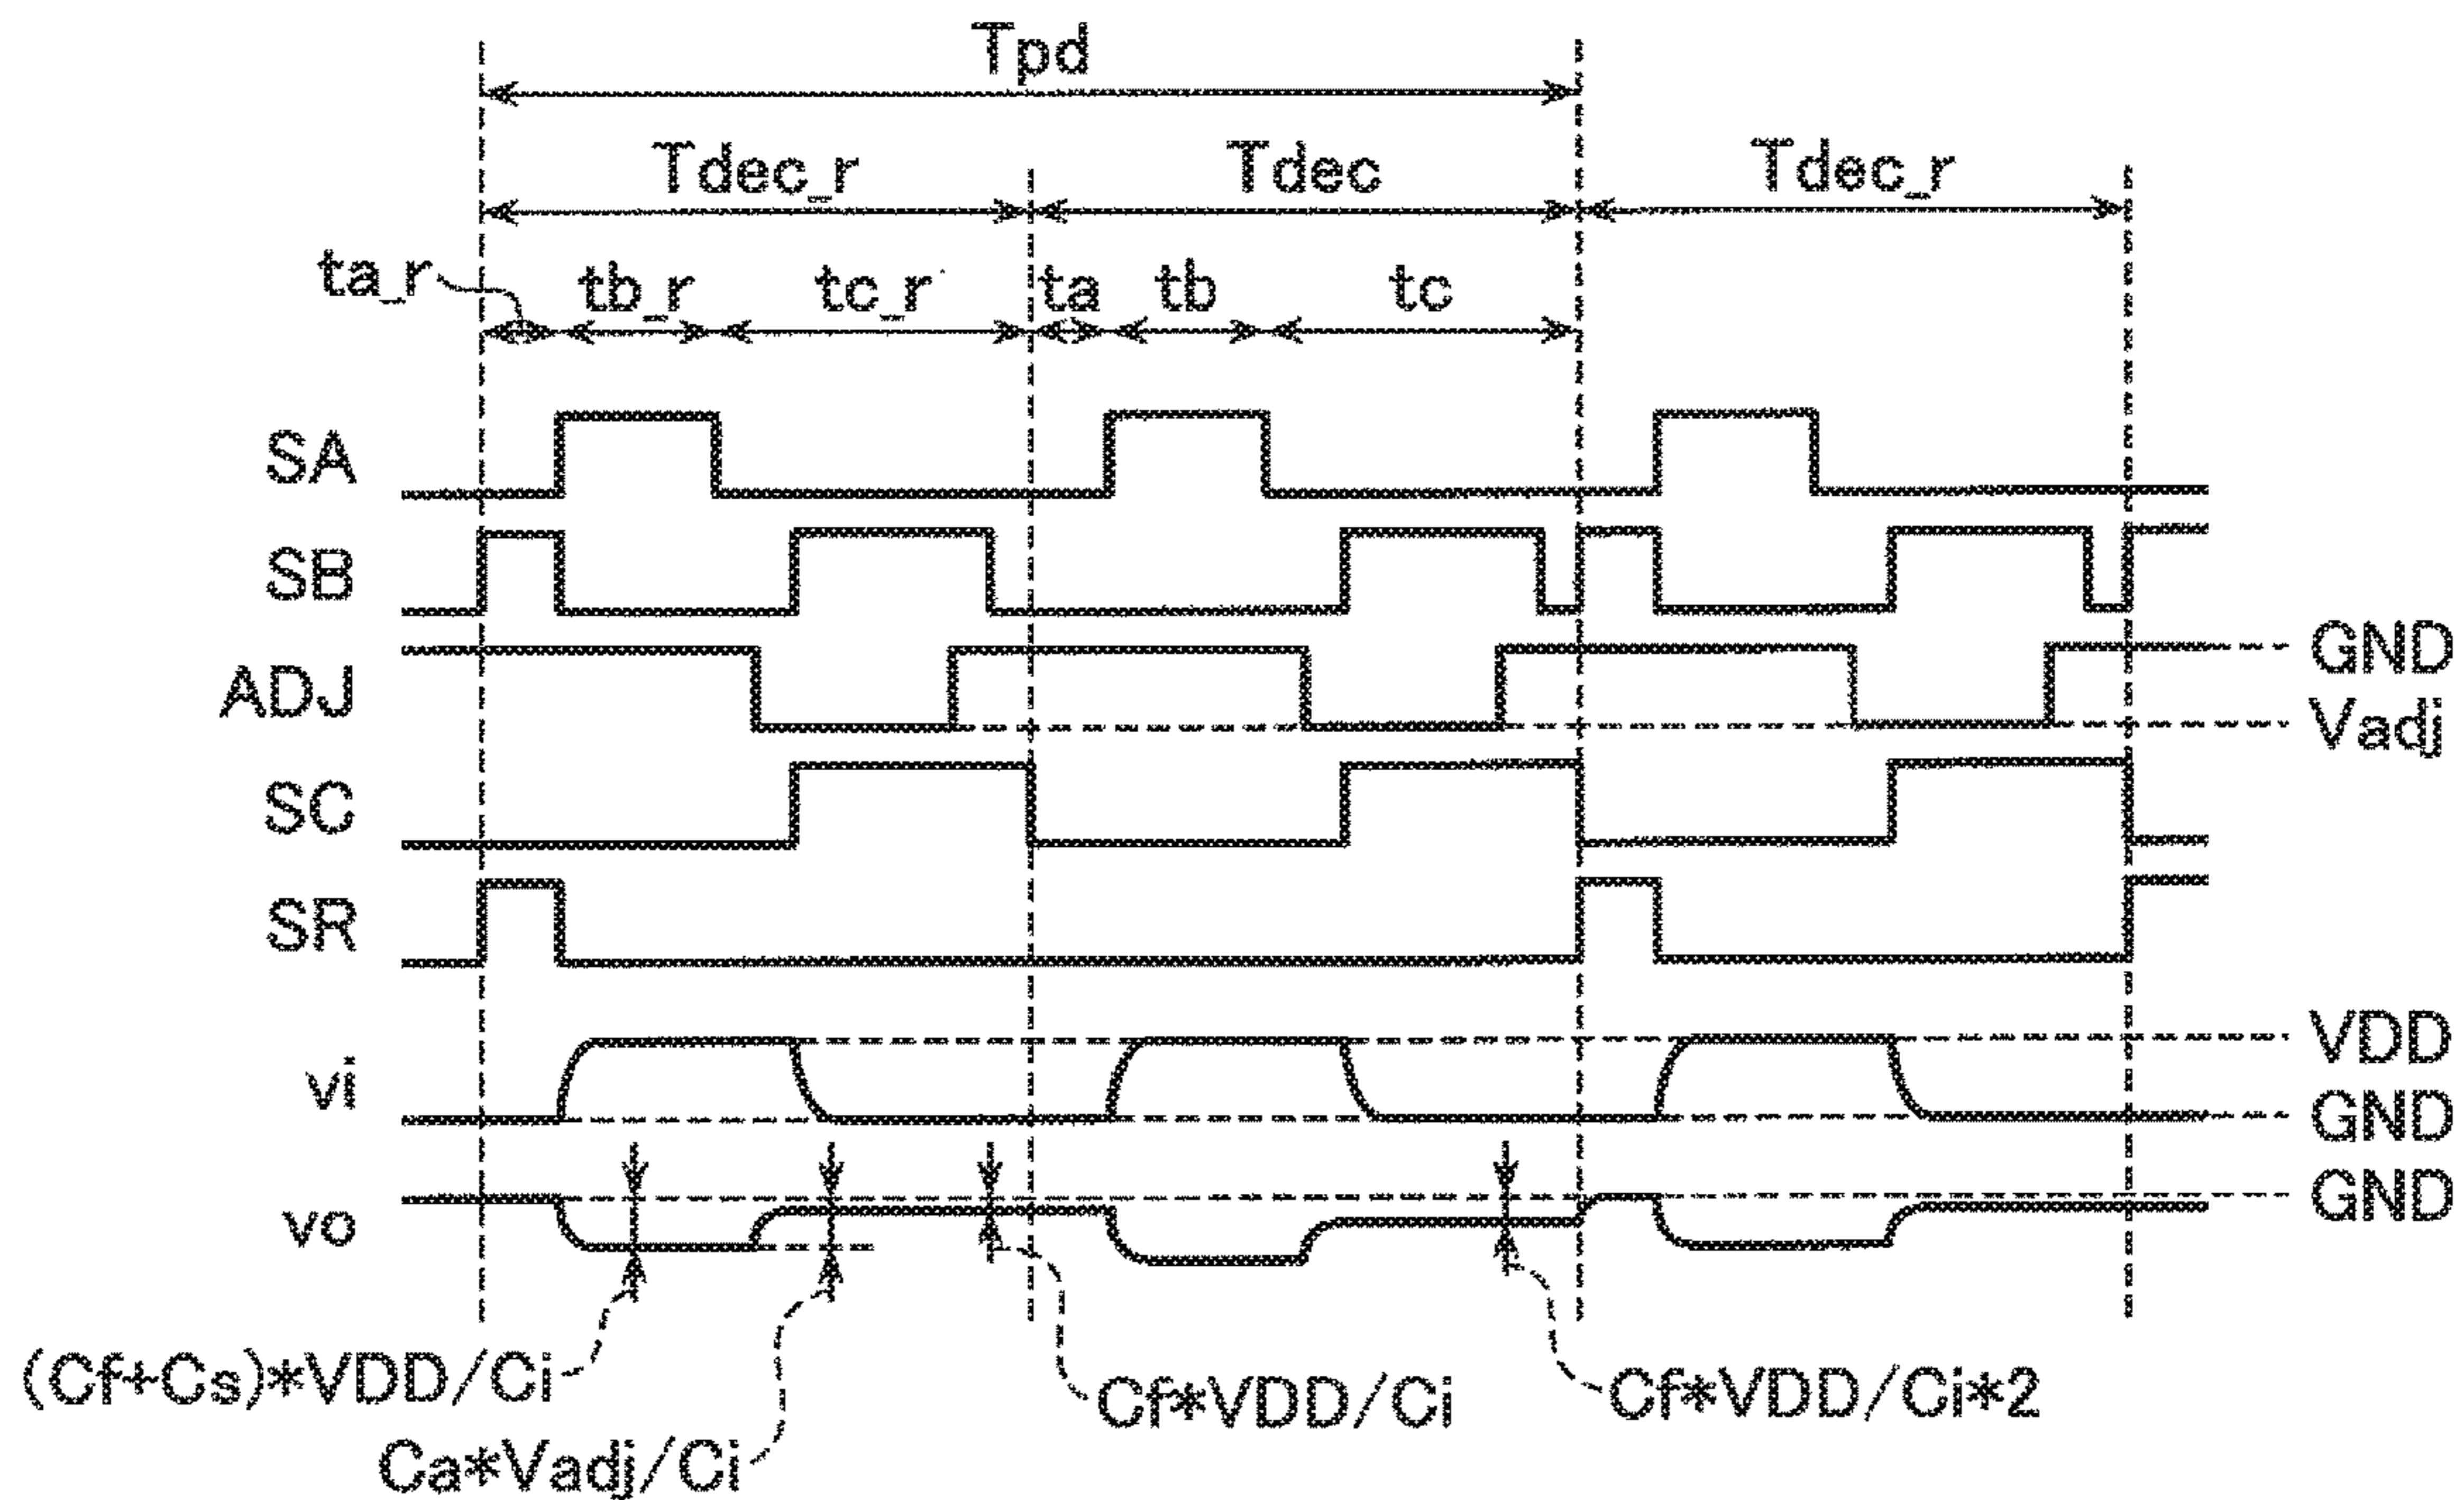 Tpd
Tdec_r Tdec Tdec_r
ta_r tb_r tc_r ta tb tc
SA
SB
ADJ GND
Vadj
SC
SR
vi VDD
GND
vo GND
(Cf+Cs)*VDD/Ci
Ca*Vadj/Ci
Cf*VDD/Ci
Cf*VDD/Ci*2